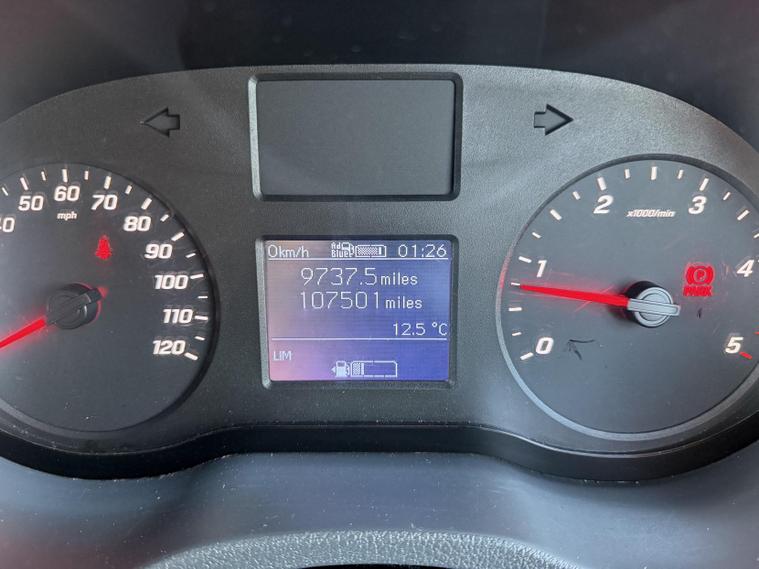 40 50 60 70 80 90 100 110 120
mph
0km/h Ad Blue 01:26
9737.5 miles
107501 miles
12.5 °C
LIM
0 1 2 3 4 5
x1000/min
P
PARK